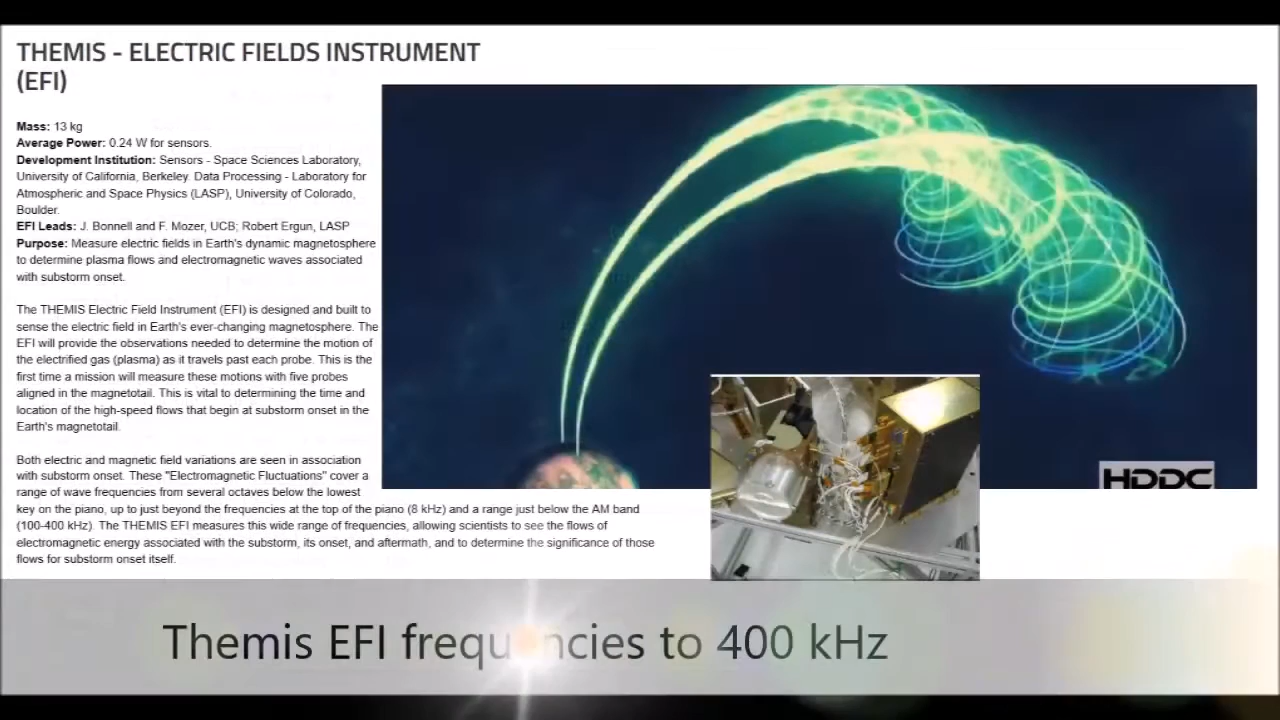 THEMIS - ELECTRIC FIELDS INSTRUMENT
(EFI)
Mass: 13 kg
Average Power: 0.24 W for sensors.
Development Institution: Sensors - Space Sciences Laboratory,
University of California, Berkeley. Data Processing - Laboratory for
Atmospheric and Space Physics (LASP), University of Colorado,
Boulder.
EFI Leads: J. Bonnell and F. Mozer, UCB; Robert Ergun, LASP
Purpose: Measure electric fields in Earth's dynamic magnetosphere
to determine plasma flows and electromagnetic waves associated
with substorm onset.
The THEMIS Electric Field Instrument (EFI) is designed and built to
sense the electric field in Earth's ever-changing magnetosphere. The
EFI will provide the observations needed to determine the motion of
the electrified gas (plasma) as it travels past each probe. This is the
first time a mission will measure these motions with five probes
aligned in the magnetotail. This is vital to determining the time and
location of the high-speed flows that begin at substorm onset in the
Earth's magnetotail.
Both electric and magnetic field variations are seen in association
with substorm onset. These "Electromagnetic Fluctuations" cover a
range of wave frequencies from several octaves below the lowest
key on the piano, up to just beyond the frequencies at the top of the piano (8 kHz) and a range just below the AM band
(100-400 kHz). The THEMIS EFI measures this wide range of frequencies, allowing scientists to see the flows of
electromagnetic energy associated with the substorm, its onset, and aftermath, and to determine the significance of those
flows for substorm onset itself.
HDDC
Themis EFI frequencies to 400 kHz